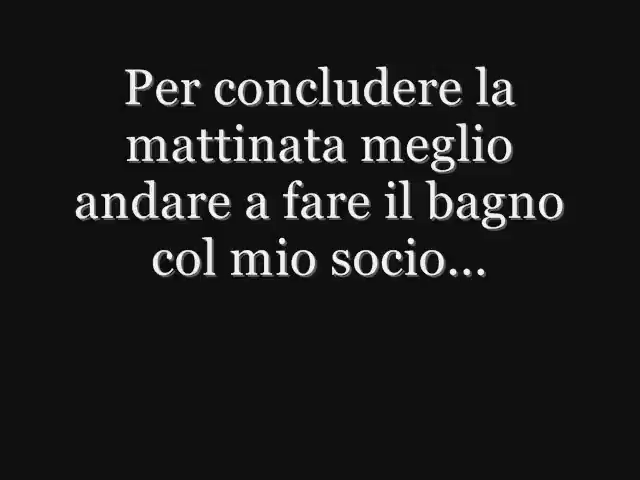 Per concludere la
mattinata meglio
andare a fare il bagno
col mio socio...